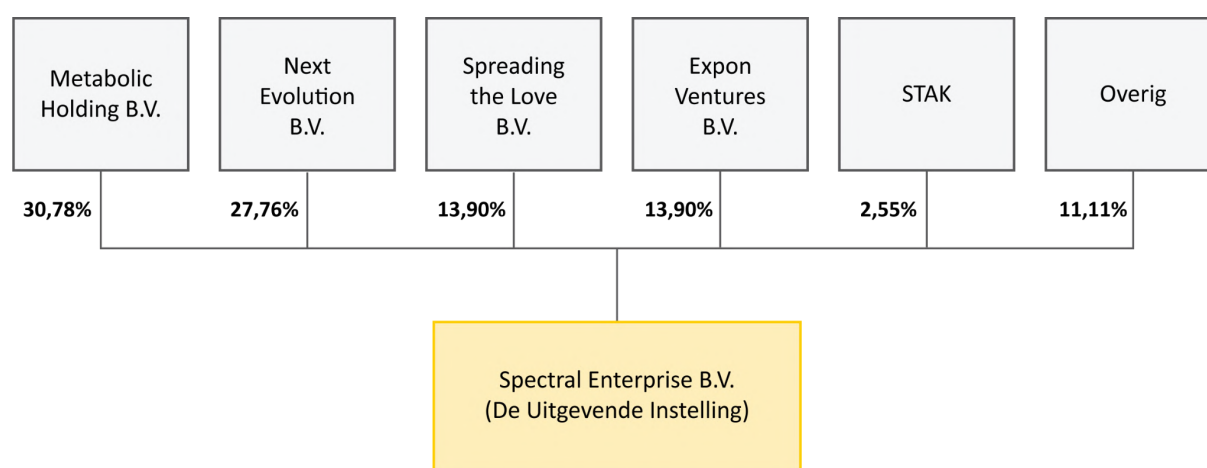 Metabolic
Holding B.V.
Next
Evolution
B.V.
Spreading
the Love
B.V.
Expon
Ventures
B.V.
STAK
Overig
30,78%
27,76%
13,90%
13,90%
2,55%
11,11%
Spectral Enterprise B.V.
(De Uitgevende Instelling)